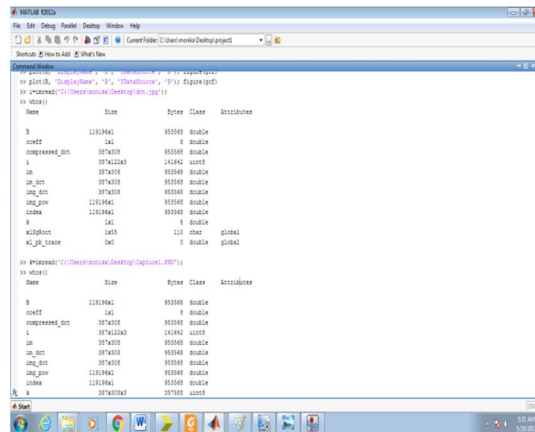 MATLAB R2012a
File Edit Debug Parallel Desktop Window Help
Current Folder: C:\Users\monika\Desktop\project1
Shortcuts How to Add What's New
Command Window
>> plot(B, 'DisplayName', 'B', 'YDataSource', 'B'); figure(gcf)
>> plot(B, 'DisplayName', 'B', 'YDataSource', 'B'); figure(gcf)
>> i=imread('C:\Users\monika\Desktop\dct.jpg');
>> whos()
Name Size Bytes Class Attributes
B 119196x1 953568 double
coeff 1x1 8 double
compressed_dct 387x308 953568 double
i 387x122x3 141642 uint8
im 387x308 953568 double
im_dct 387x308 953568 double
img_dct 387x308 953568 double
img_pow 119196x1 953568 double
index 119196x1 953568 double
k 1x1 8 double
xlSgRoot 1x55 110 char global
xl_pb_trace 0x0 0 double global
>> k=imread('C:\Users\monika\Desktop\Capture1.PNG');
>> whos()
Name Size Bytes Class Attributes
B 119196x1 953568 double
coeff 1x1 8 double
compressed_dct 387x308 953568 double
i 387x122x3 141642 uint8
im 387x308 953568 double
im_dct 387x308 953568 double
img_dct 387x308 953568 double
img_pow 119196x1 953568 double
index 119196x1 953568 double
k 387x308x3 357588 uint8
Start